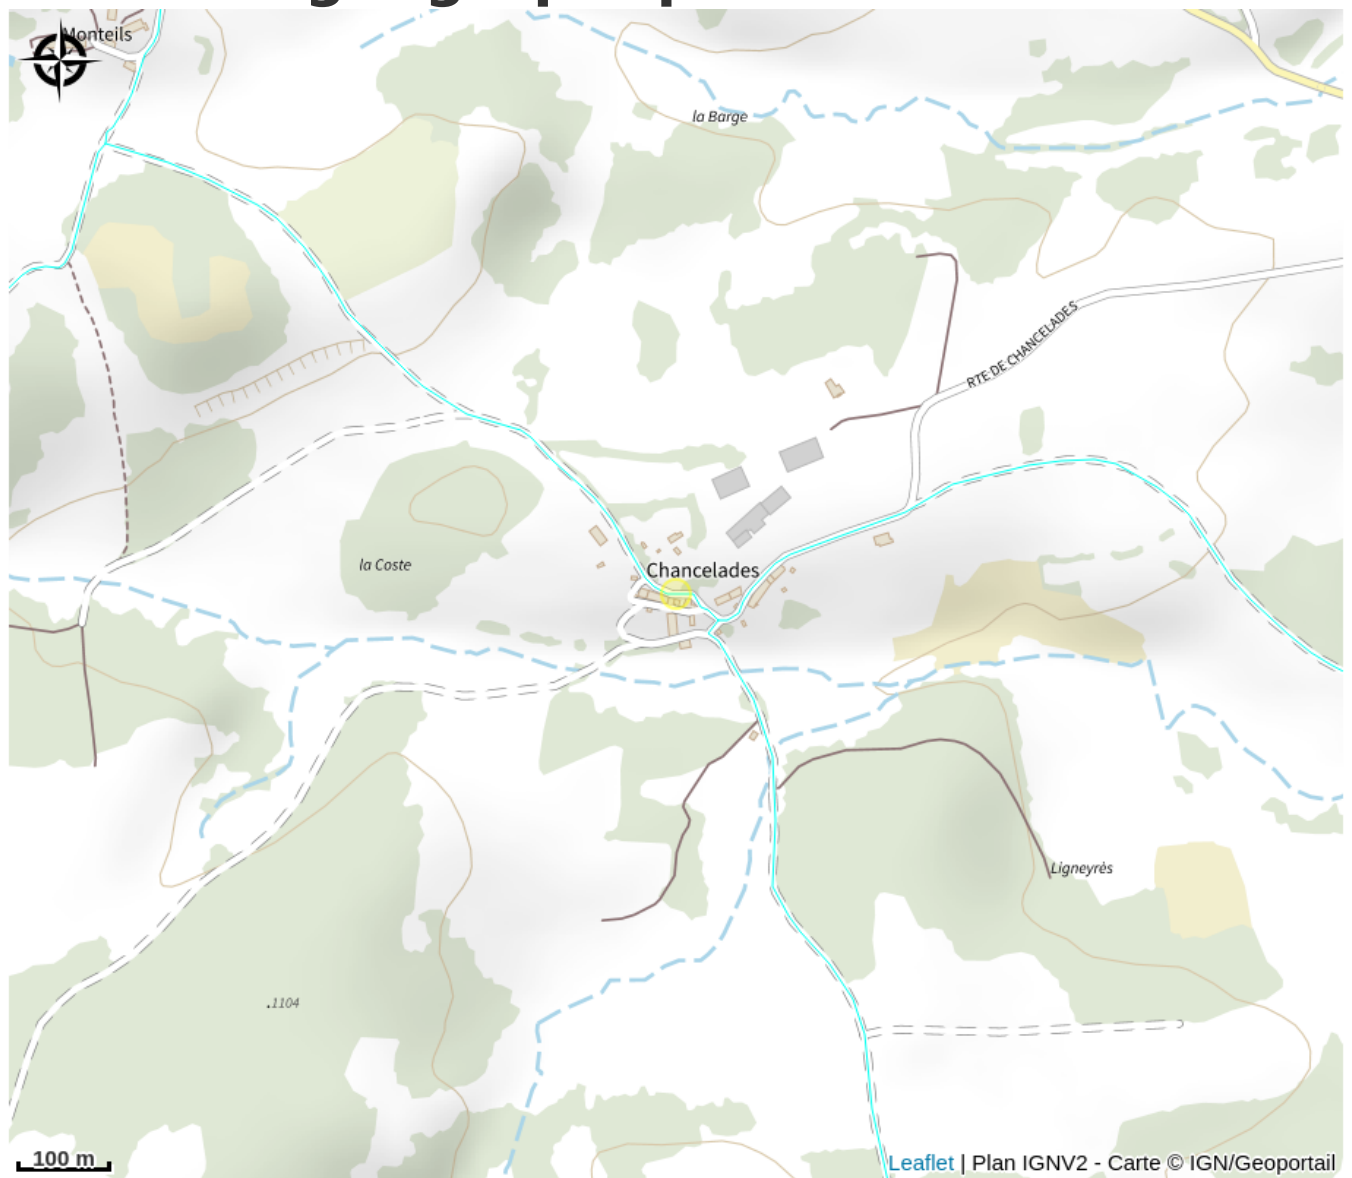 Monteils
la Barge
RTE DE CHANCELADES
la Coste
Chancelades
Ligneyrès
.1104
100 m
Leaflet | Plan IGNV2 - Carte © IGN/Geoportail